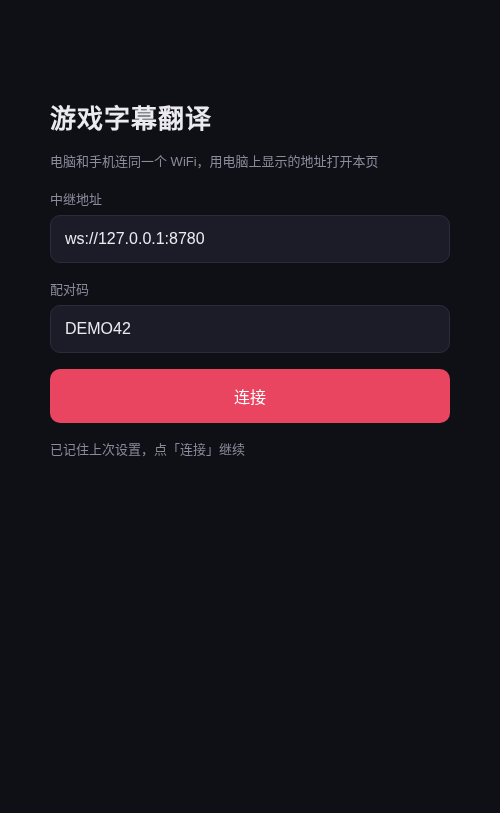 游戏字幕翻译
电脑和手机连同一个 WiFi，用电脑上显示的地址打开本页
中继地址
ws://127.0.0.1:8780
配对码
DEMO42
连接
已记住上次设置，点「连接」继续